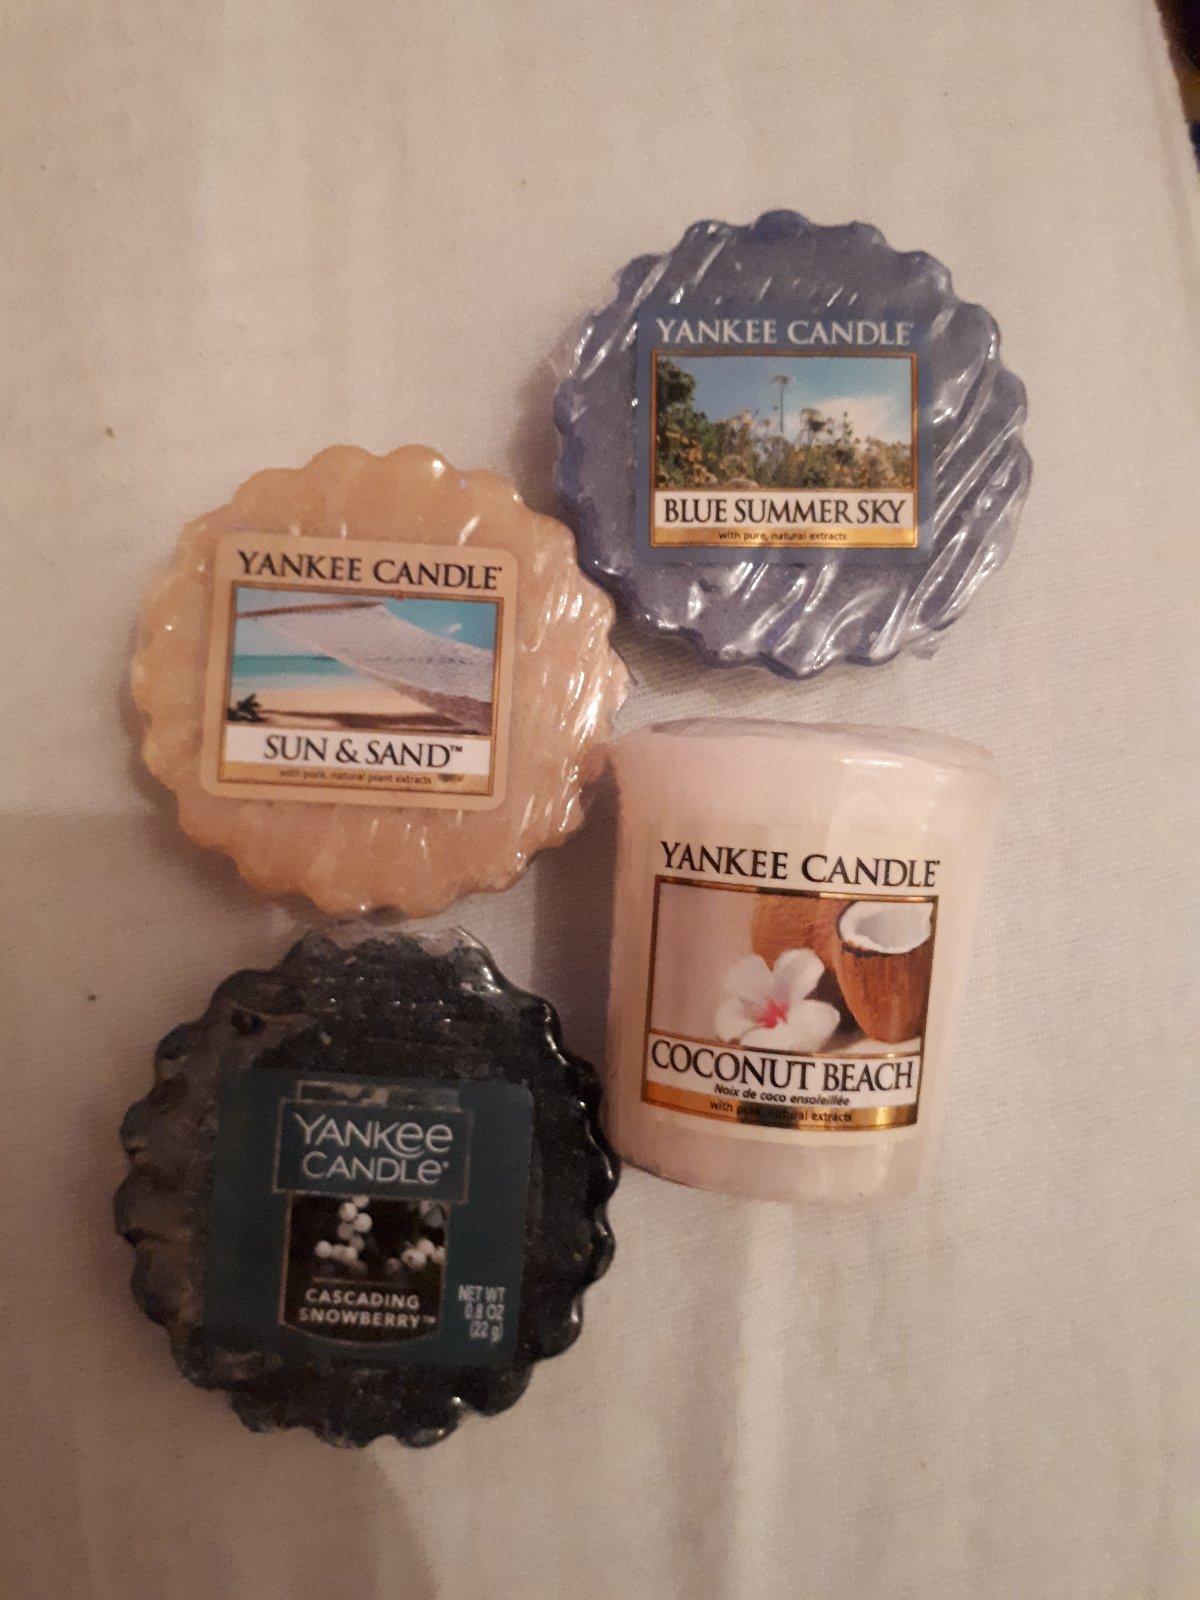 YANKEE CANDLE
BLUE SUMMER SKY
with pure, natural extracts
YANKEE CANDLE
SUN & SAND™
with pure, natural plant extracts
YANKEE CANDLE
COCONUT BEACH
Noix de coco ensoleillée
with pure, natural extracts
YANKee
CANDLe
CASCADING
SNOWBERRY™
NET WT
0.8 OZ
(22 g)